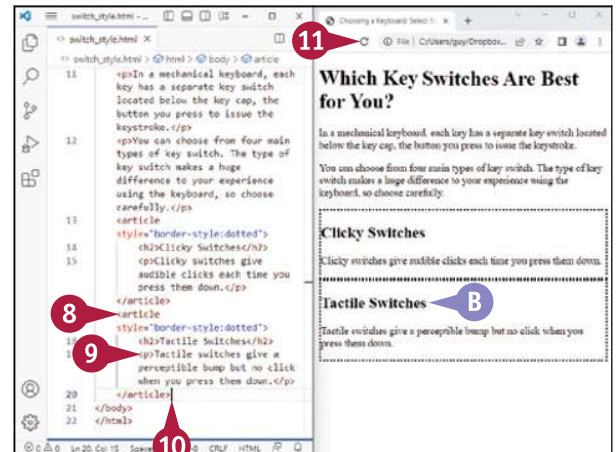 switch_style.html - ...
switch_style.html
switch_style.html > html > body > article
11 <p>In a mechanical keyboard, each
key has a separate key switch
located below the key cap, the
button you press to issue the
keystroke.</p>
12 <p>You can choose from four main
types of key switch. The type of
key switch makes a huge
difference to your experience
using the keyboard, so choose
carefully.</p>
13 <article
style="border-style:dotted">
14 <h2>Clicky Switches</h2>
15 <p>Clicky switches give
audible clicks each time you
press them down.</p>
</article>
8 <article
style="border-style:dotted">
<h2>Tactile Switches</h2>
9 <p>Tactile switches give a
perceptible bump but no click
when you press them down.</p>
20 </article>
21 </body>
22 </html>
10
0 0 Ln 20, Col 15 CRLF HTML
Choosing a Keyboard: Select S
11
File | C:/Users/guy/Dropbox...
Which Key Switches Are Best
for You?
In a mechanical keyboard, each key has a separate key switch located
below the key cap, the button you press to issue the keystroke.
You can choose from four main types of key switch. The type of key
switch makes a huge difference to your experience using the
keyboard, so choose carefully.
Clicky Switches
Clicky switches give audible clicks each time you press them down.
Tactile Switches B
Tactile switches give a perceptible bump but no click when you
press them down.